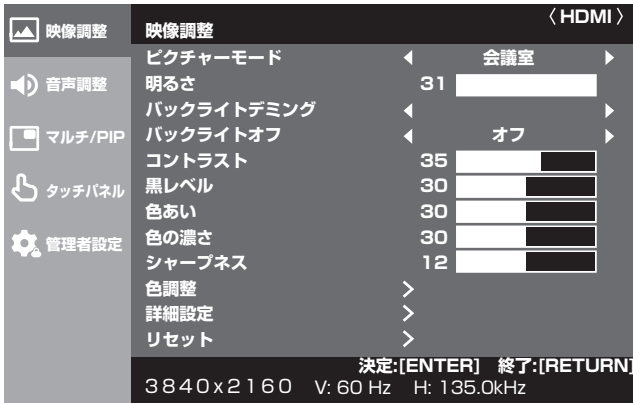 〈HDMI〉
映像調整
音声調整
マルチ/PIP
タッチパネル
管理者設定
映像調整
ピクチャーモード 会議室
明るさ 31
バックライトデミング
バックライトオフ オフ
コントラスト 35
黒レベル 30
色あい 30
色の濃さ 30
シャープネス 12
色調整
詳細設定
リセット
決定:[ENTER] 終了:[RETURN]
3840x2160 V: 60 Hz H: 135.0kHz